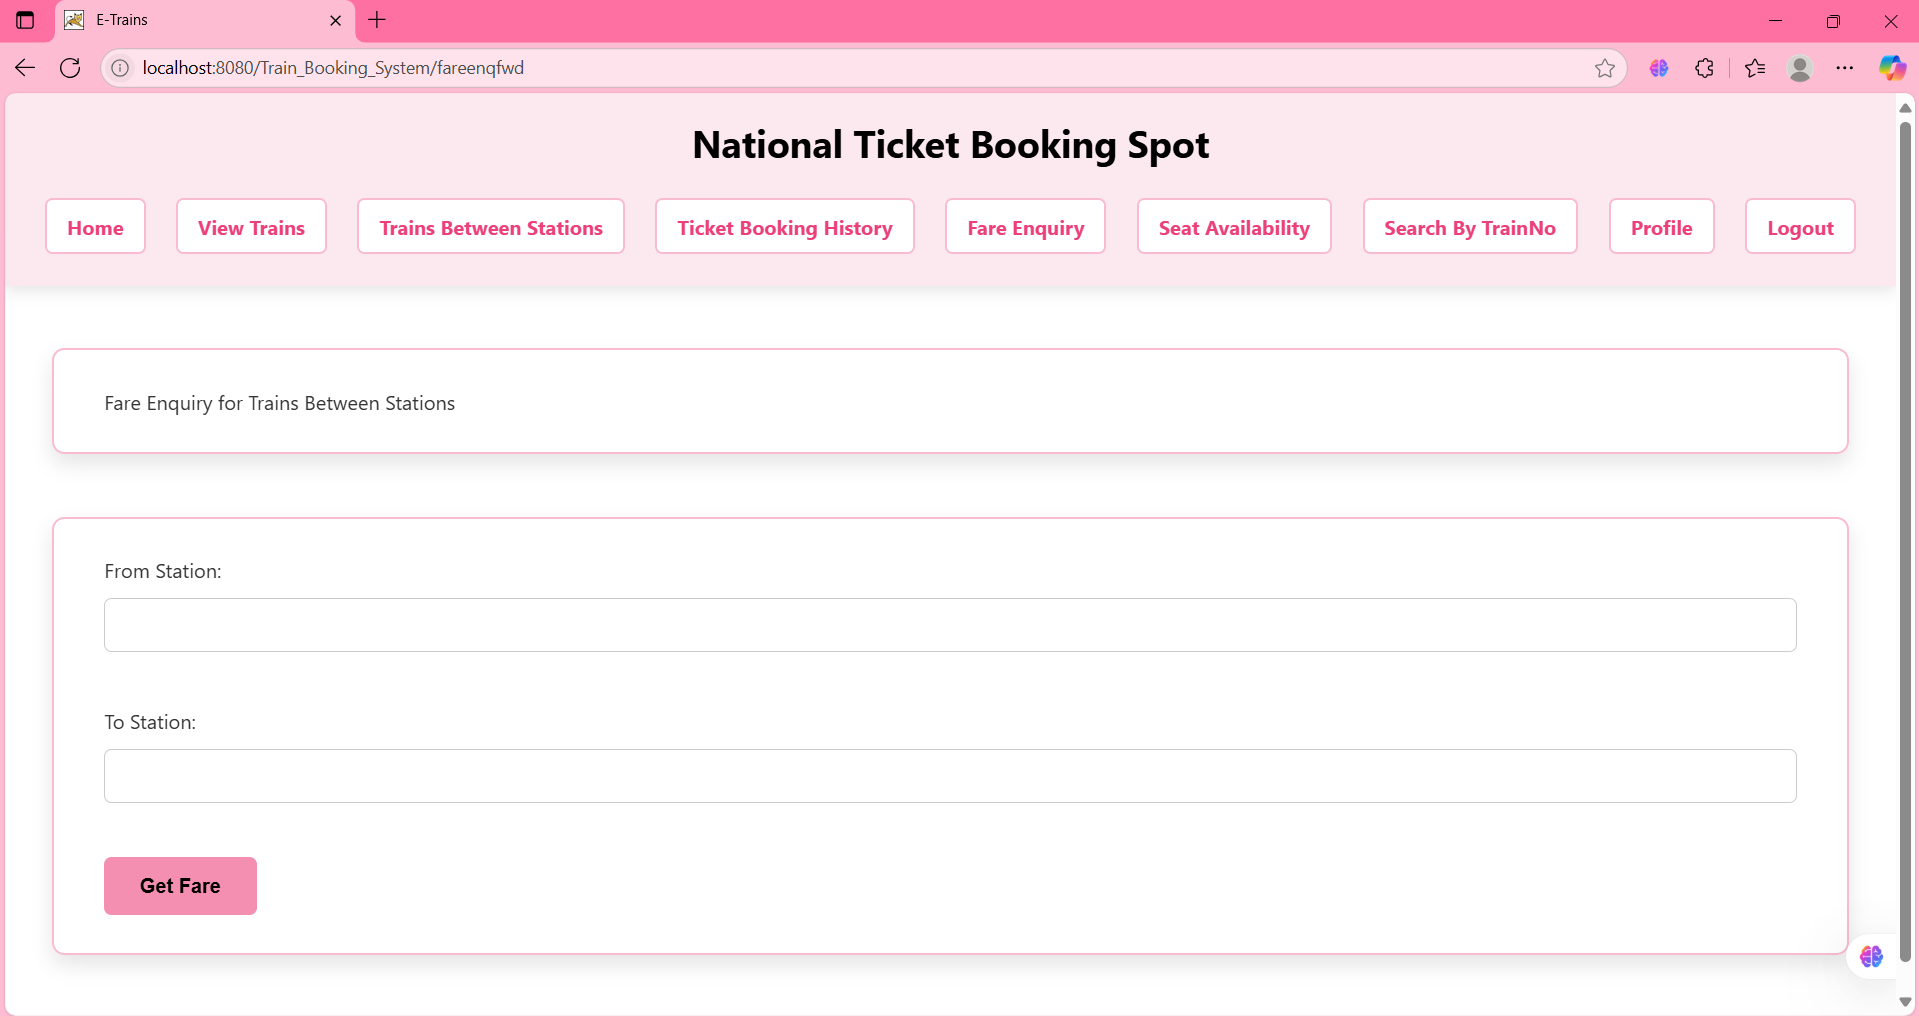 E-Trains
localhost:8080/Train_Booking_System/fareenqfwd
National Ticket Booking Spot
Home View Trains Trains Between Stations Ticket Booking History Fare Enquiry Seat Availability Search By TrainNo Profile Logout
Fare Enquiry for Trains Between Stations
From Station:
To Station:
Get Fare